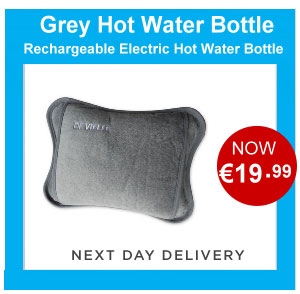 Grey Hot Water Bottle
Rechargeable Electric Hot Water Bottle
NOW
€19.99
NEXT DAY DELIVERY